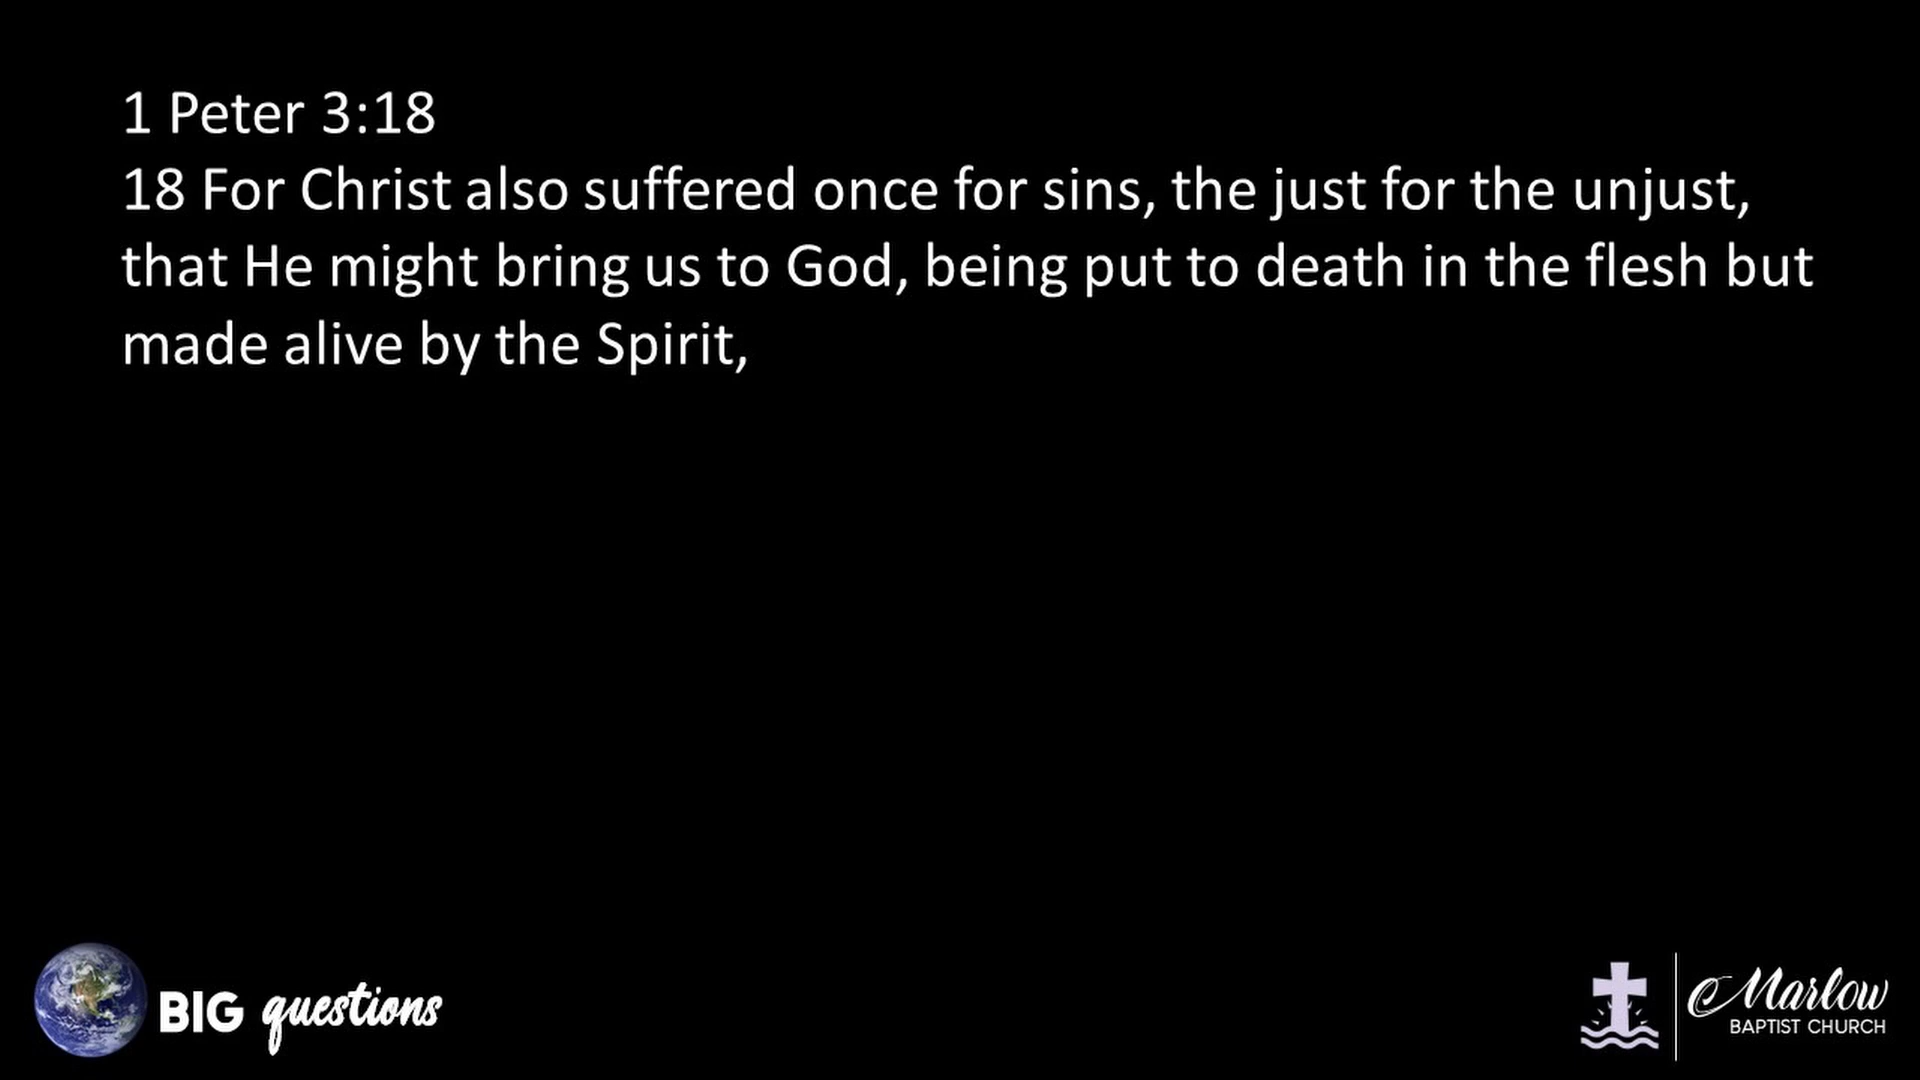 1 Peter 3:18
18 For Christ also suffered once for sins, the just for the unjust,
that He might bring us to God, being put to death in the flesh but
made alive by the Spirit,
BIG questions
Marlow
BAPTIST CHURCH